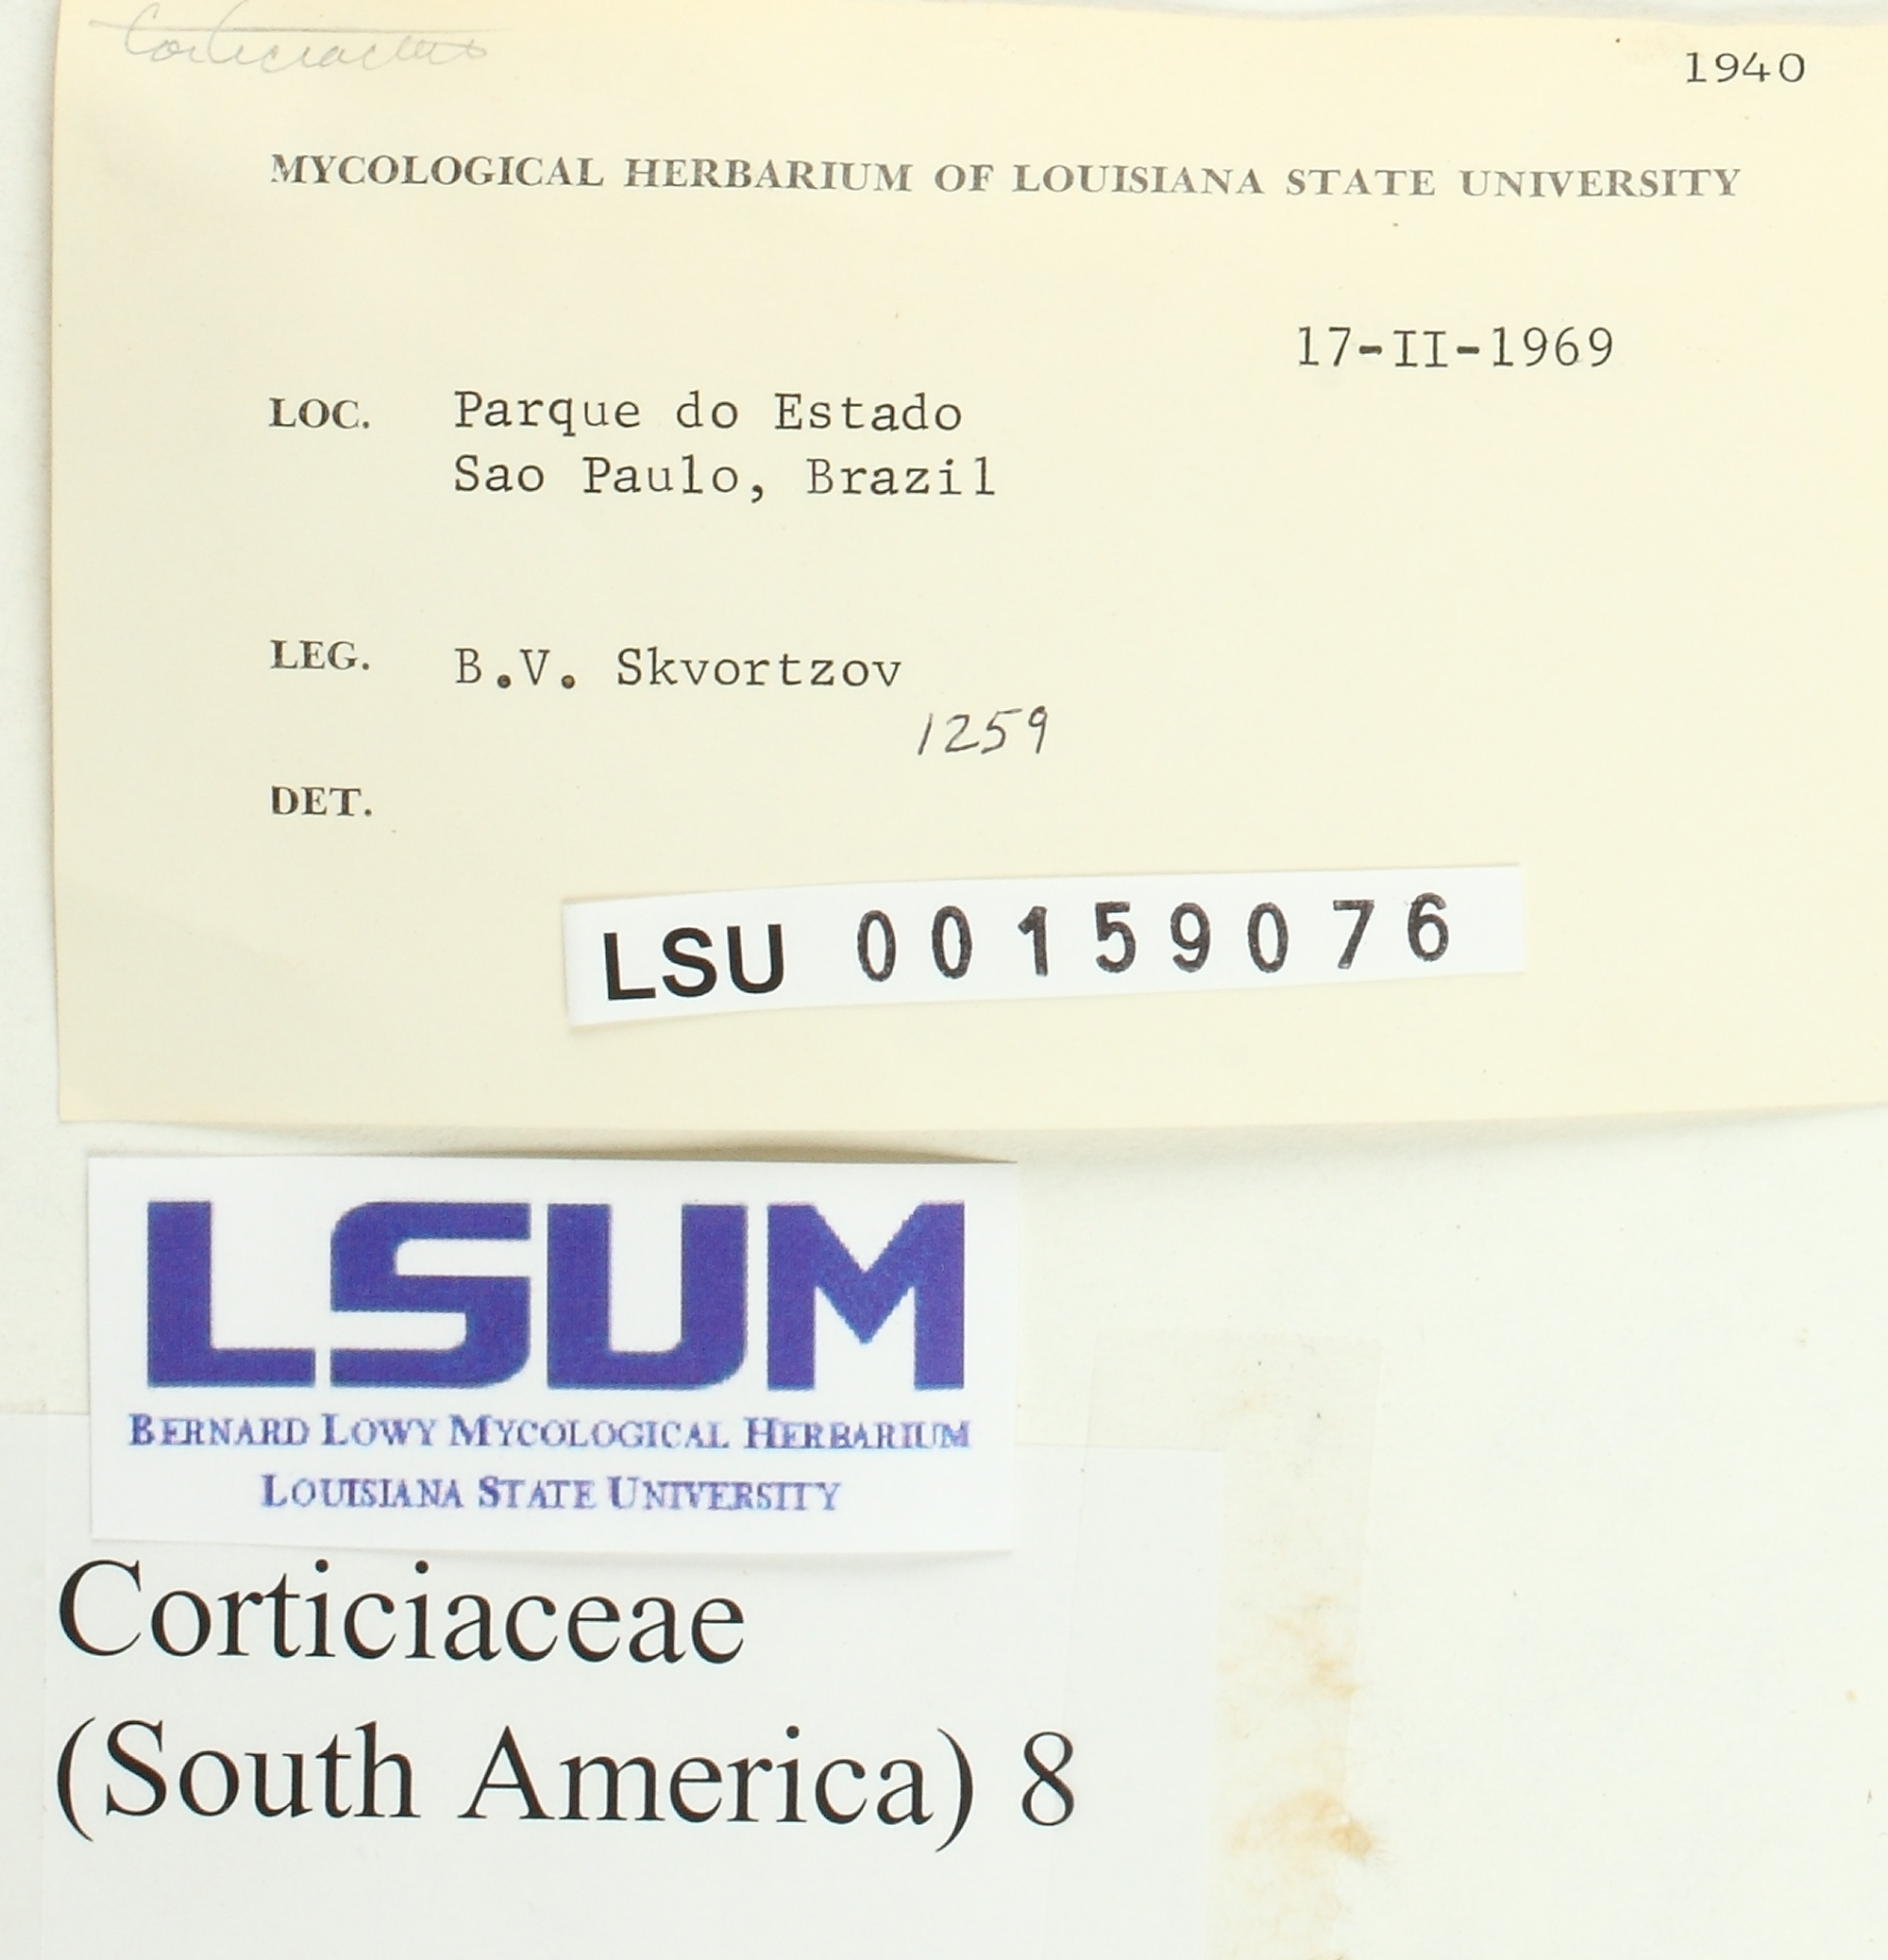 1940
MYCOLOGICAL HERBARIUM OF LOUISIANA STATE UNIVERSITY
17-II-1969
LOC. Parque do Estado
Sao Paulo, Brazil
LEG. B.V. Skvortzov
1259
DET.
LSU 00159076
LSUM
BERNARD LOWY MYCOLOGICAL HERBARIUM
LOUISIANA STATE UNIVERSITY
Corticiaceae
(South America) 8